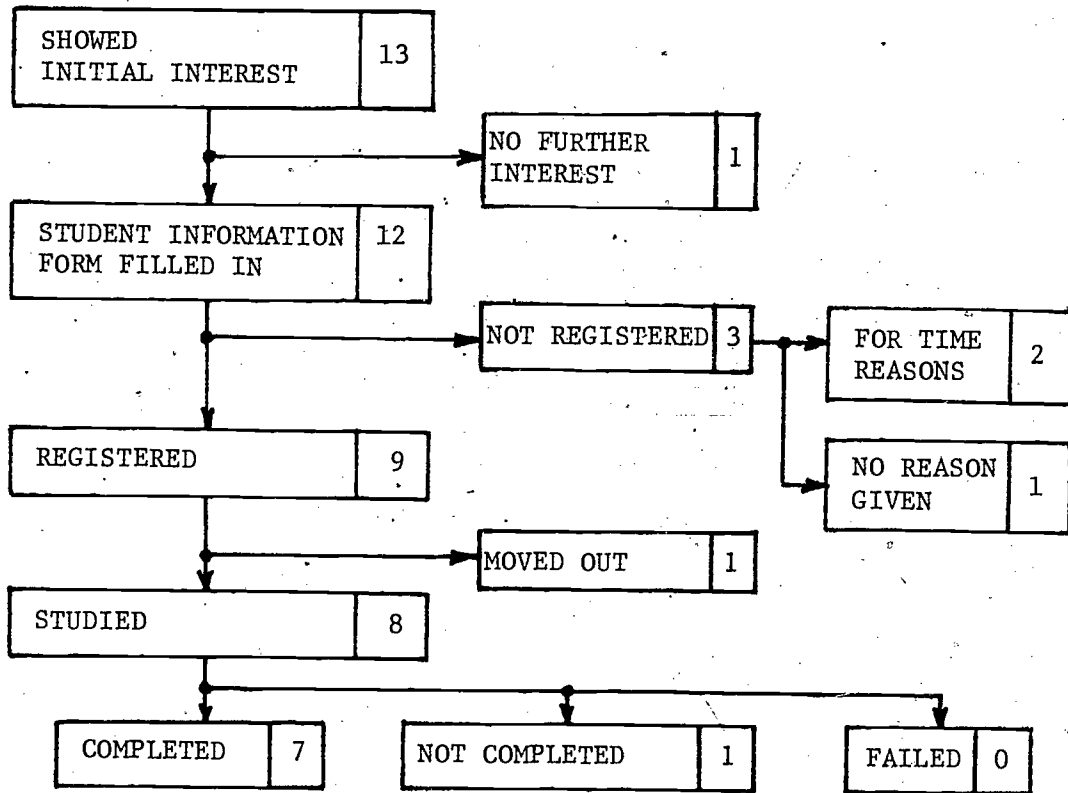 SHOWED
INITIAL INTEREST
13
NO FURTHER
INTEREST
1
STUDENT INFORMATION
FORM FILLED IN
12
NOT REGISTERED
3
FOR TIME
REASONS
2
NO REASON
GIVEN
1
REGISTERED
9
MOVED OUT
1
STUDIED
8
COMPLETED
7
NOT COMPLETED
1
FAILED
0